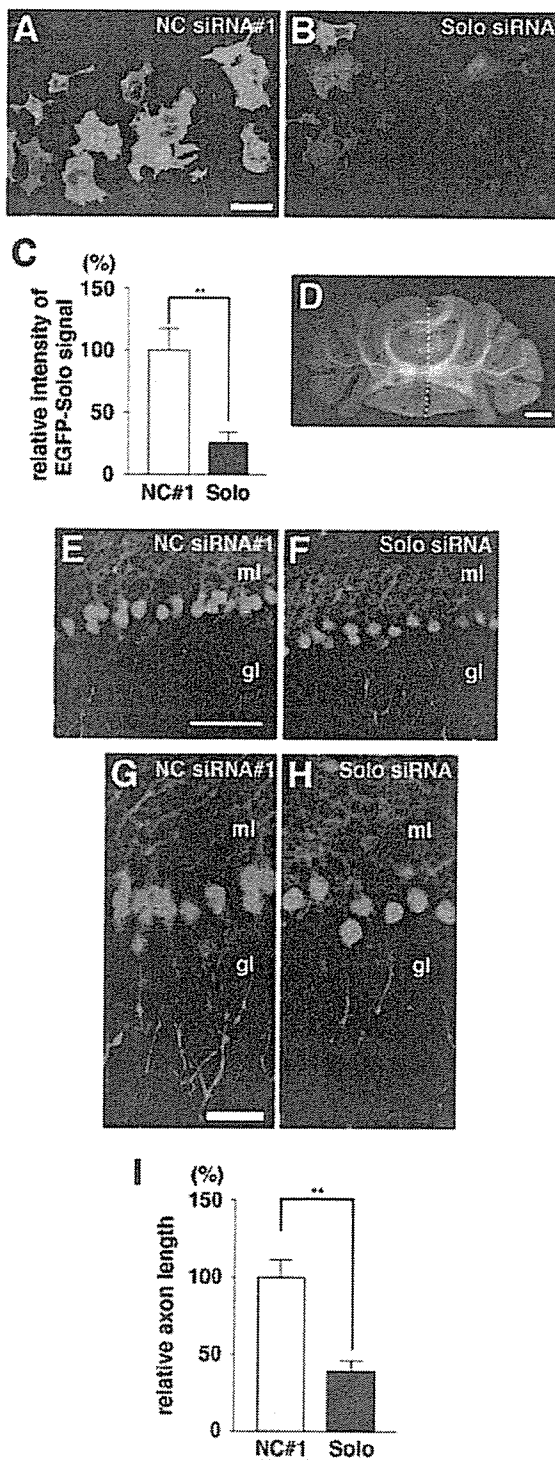 A NC siRNA#1
B Solo siRNA
C
(%)
150
100
50
0
relative intensity of
EGFP-Solo signal
**
NC#1 Solo
D
E NC siRNA#1
ml
gl
F Solo siRNA
ml
gl
G NC siRNA#1
ml
gl
H Solo siRNA
ml
gl
I
(%)
150
100
50
0
relative axon length
**
NC#1 Solo